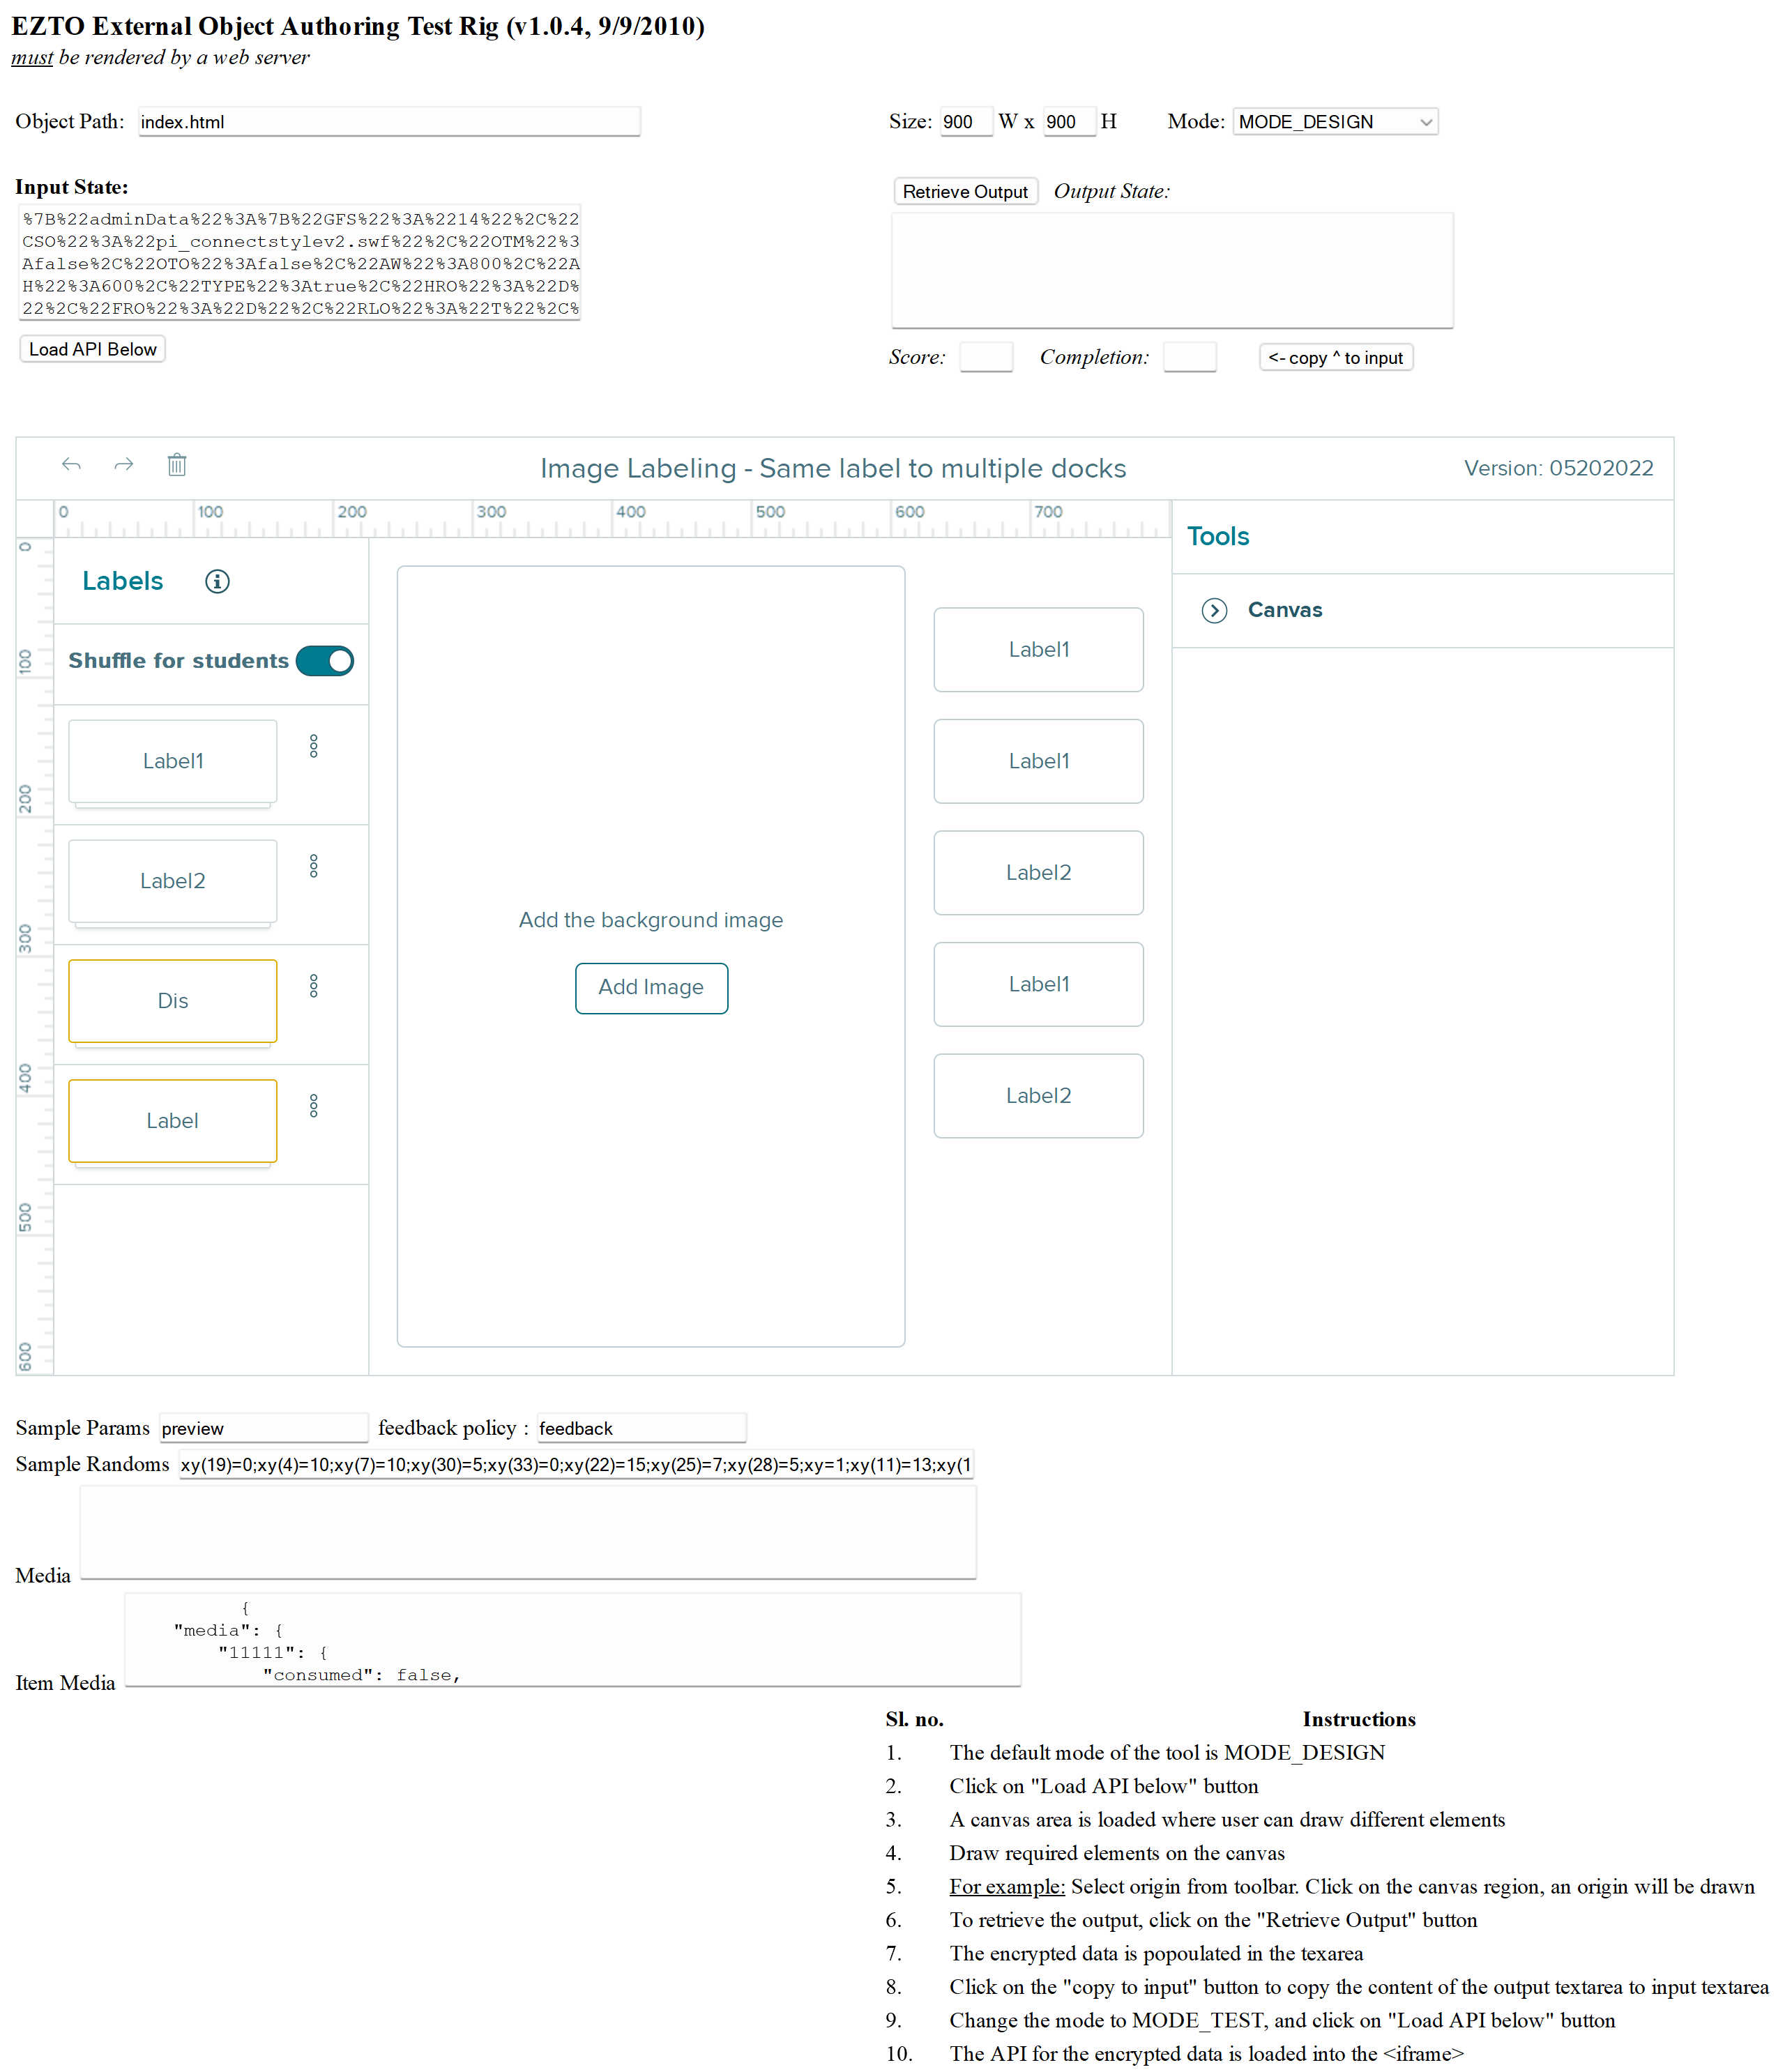 EZTO External Object Authoring Test Rig (v1.0.4, 9/9/2010)
must be rendered by a web server
Object Path: index.html
Size: 900 W x 900 H Mode: MODE_DESIGN
Input State:
%7B%22adminData%22%3A%7B%22GFS%22%3A%2214%22%2C%22
CSO%22%3A%22pi_connectstylev2.swf%22%2C%22OTM%22%3
Afalse%2C%22OTO%22%3Afalse%2C%22AW%22%3A800%2C%22A
H%22%3A600%2C%22TYPE%22%3Atrue%2C%22HRO%22%3A%22D%
22%2C%22FRO%22%3A%22D%22%2C%22RLO%22%3A%22T%22%2C%
Load API Below
Retrieve Output Output State:
Score: Completion: <- copy ^ to input
Image Labeling - Same label to multiple docks
Version: 05202022
0 100 200 300 400 500 600 700
0
100
200
300
400
500
600
Labels
Shuffle for students
Label1
Label2
Dis
Label
Add the background image
Add Image
Label1
Label1
Label2
Label1
Label2
Tools
Canvas
Sample Params preview feedback policy : feedback
Sample Randoms xy(19)=0;xy(4)=10;xy(7)=10;xy(30)=5;xy(33)=0;xy(22)=15;xy(25)=7;xy(28)=5;xy=1;xy(11)=13;xy(1
Media
{
"media": {
"11111": {
"consumed": false,
Item Media
Sl. no. Instructions
1. The default mode of the tool is MODE_DESIGN
2. Click on "Load API below" button
3. A canvas area is loaded where user can draw different elements
4. Draw required elements on the canvas
5. For example: Select origin from toolbar. Click on the canvas region, an origin will be drawn
6. To retrieve the output, click on the "Retrieve Output" button
7. The encrypted data is popoulated in the texarea
8. Click on the "copy to input" button to copy the content of the output textarea to input textarea
9. Change the mode to MODE_TEST, and click on "Load API below" button
10. The API for the encrypted data is loaded into the <iframe>